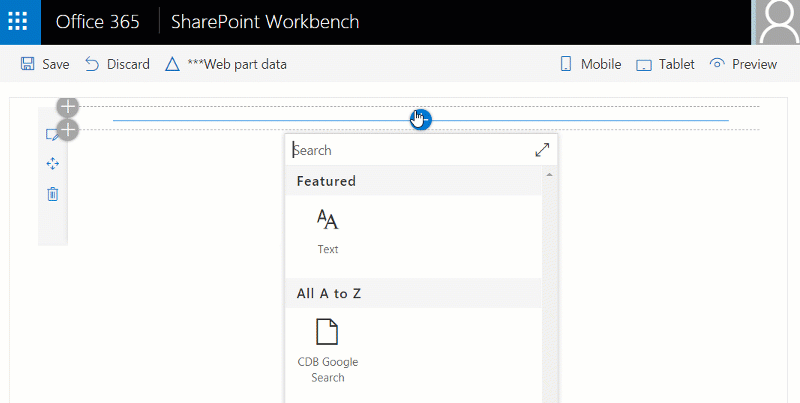 Office 365 SharePoint Workbench
Save Discard ***Web part data Mobile Tablet Preview
Search
Featured
Text
All A to Z
CDB Google
Search